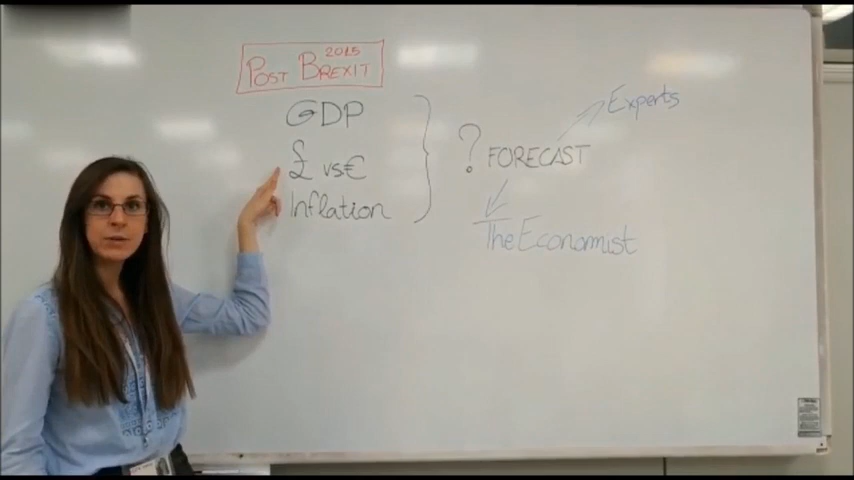 POST BREXIT 2015
GDP
£ vs €
Inflation
? FORECAST
Experts
The Economist